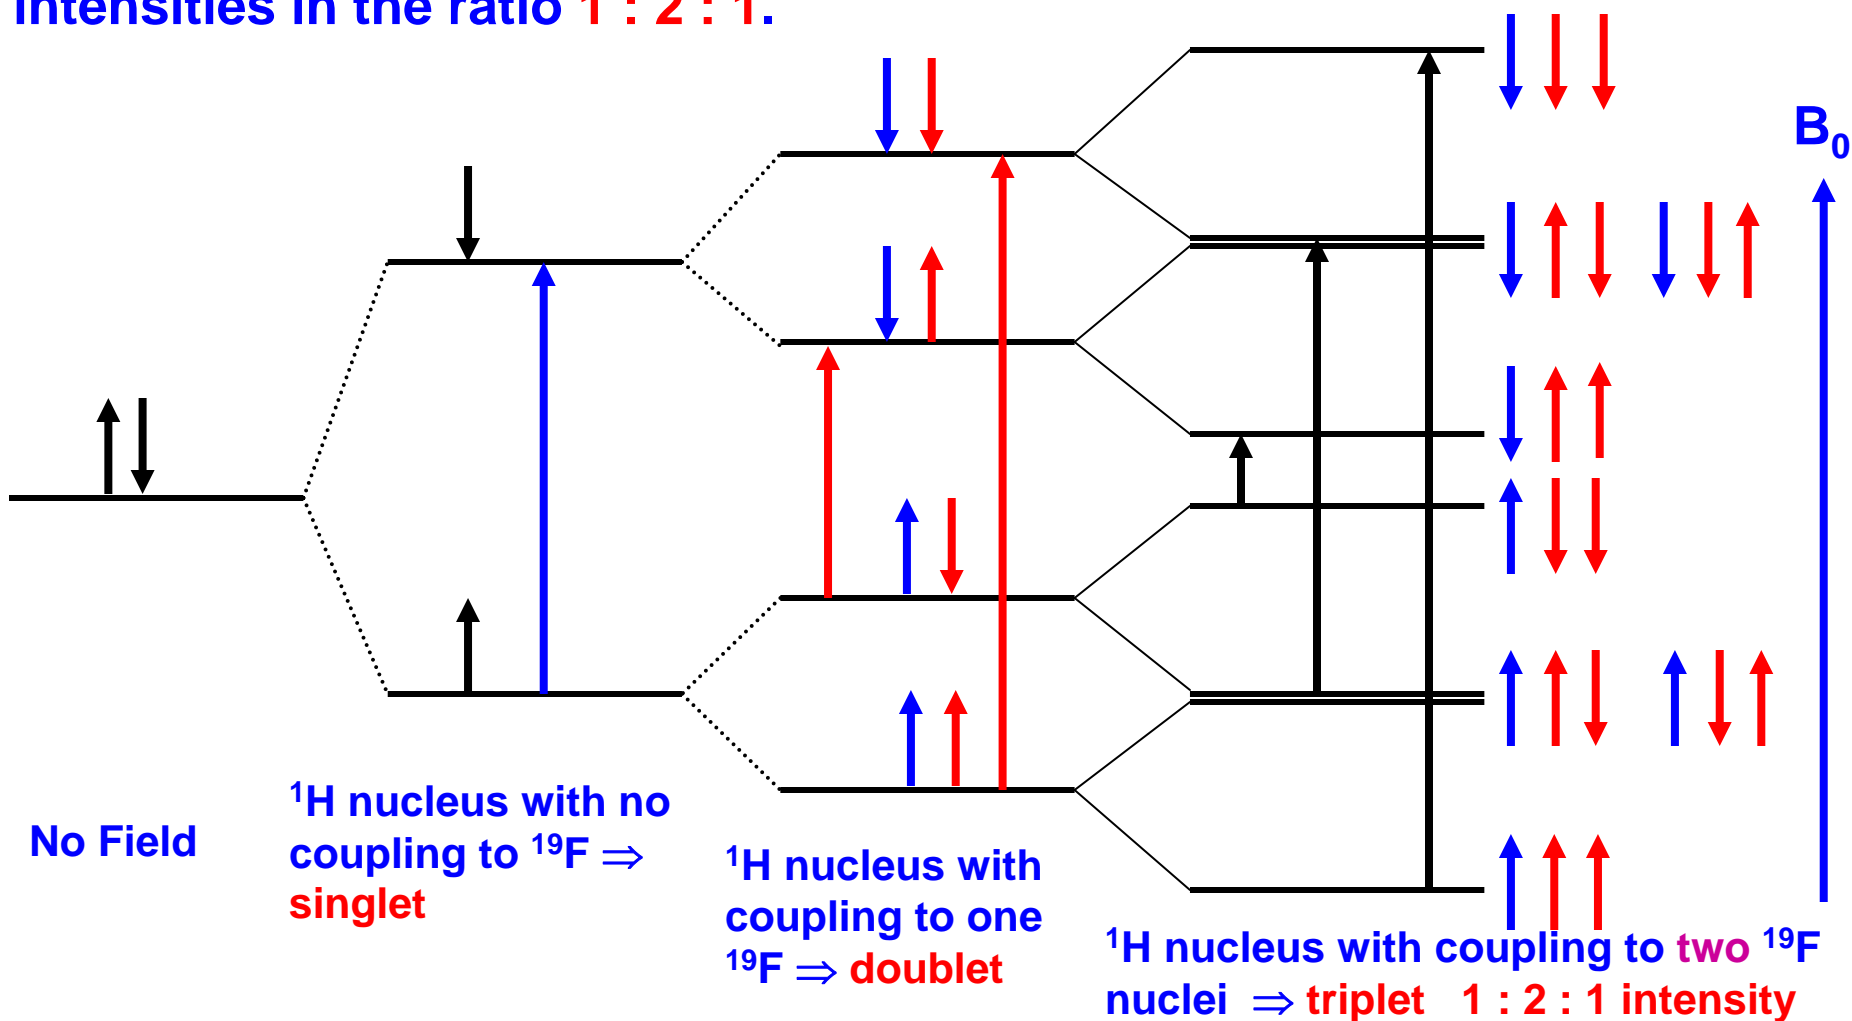 intensities in the ratio 1 : 2 : 1.
B₀
No Field
¹H nucleus with no
coupling to ¹⁹F ⇒
singlet
¹H nucleus with
coupling to one
¹⁹F ⇒ doublet
¹H nucleus with coupling to two ¹⁹F
nuclei ⇒ triplet 1 : 2 : 1 intensity